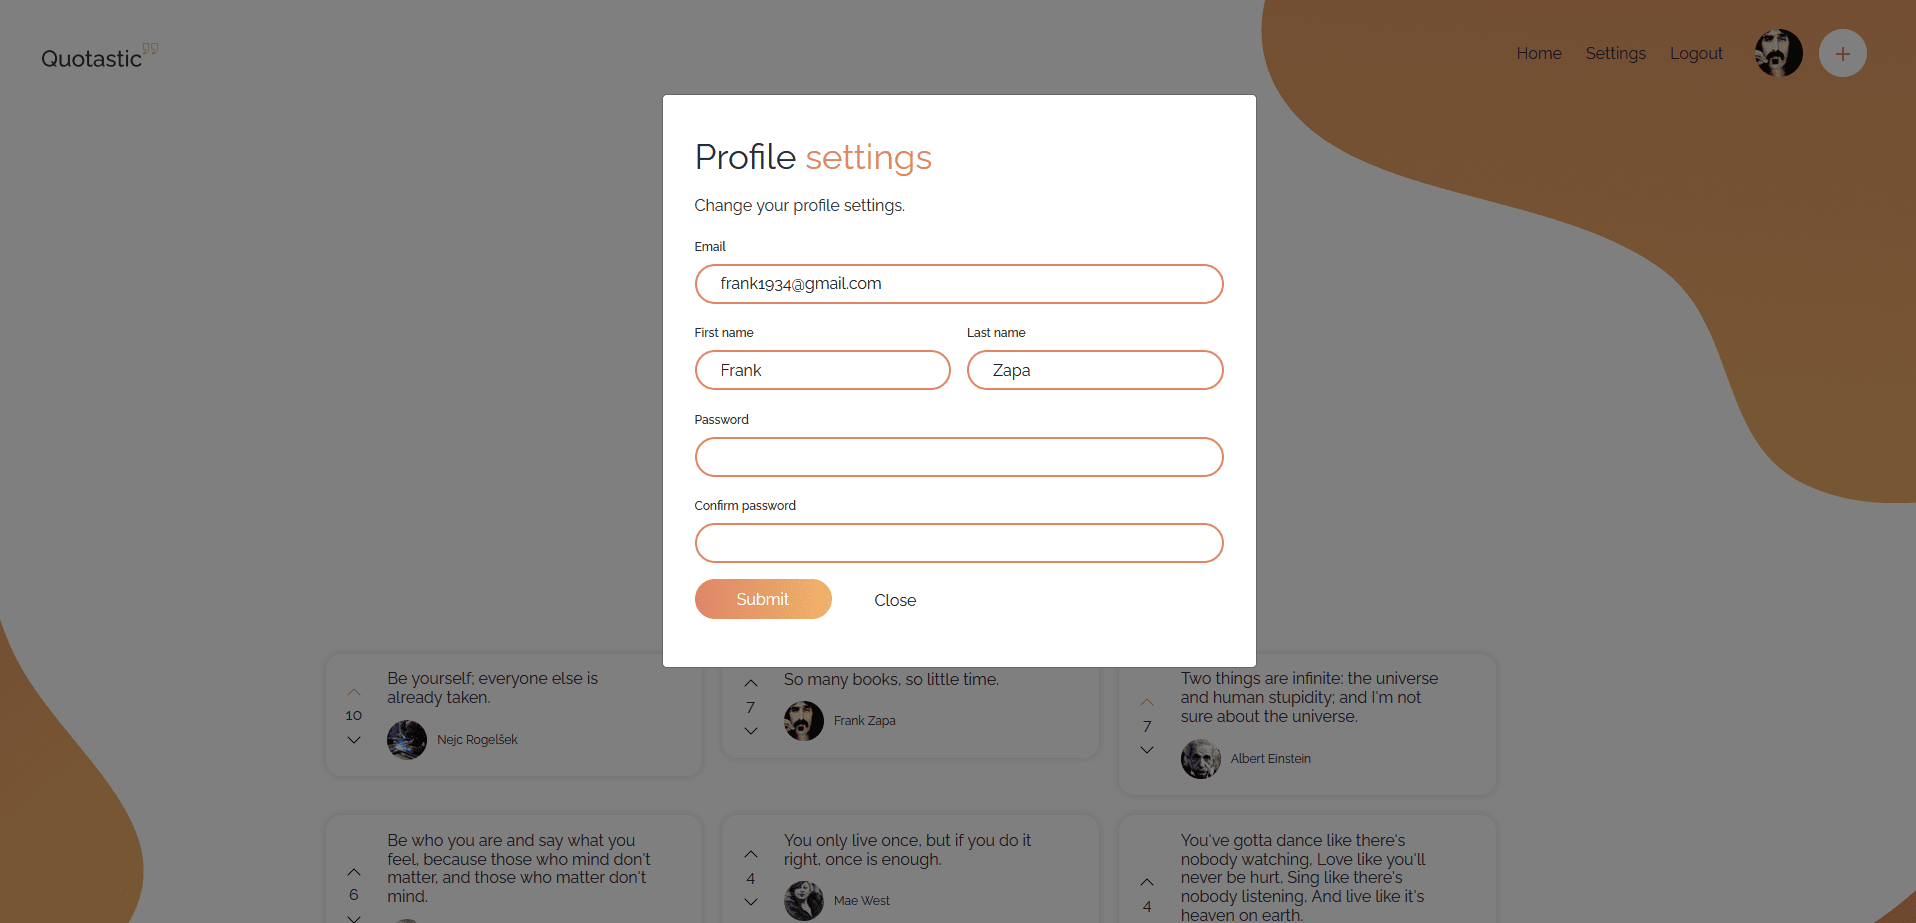 Quotastic
Home Settings Logout
Profile settings
Change your profile settings.
Email
frank1934@gmail.com
First name Last name
Frank Zapa
Password
Confirm password
Submit Close
Be yourself; everyone else is
already taken.
10
Nejc Rogelšek
So many books, so little time.
7
Frank Zapa
Two things are infinite: the universe
and human stupidity; and I'm not
sure about the universe.
7
Albert Einstein
Be who you are and say what you
feel, because those who mind don't
matter, and those who matter don't
mind.
6
You only live once, but if you do it
right, once is enough.
4
Mae West
You've gotta dance like there's
nobody watching, Love like you'll
never be hurt, Sing like there's
nobody listening, And live like it's
heaven on earth.
4